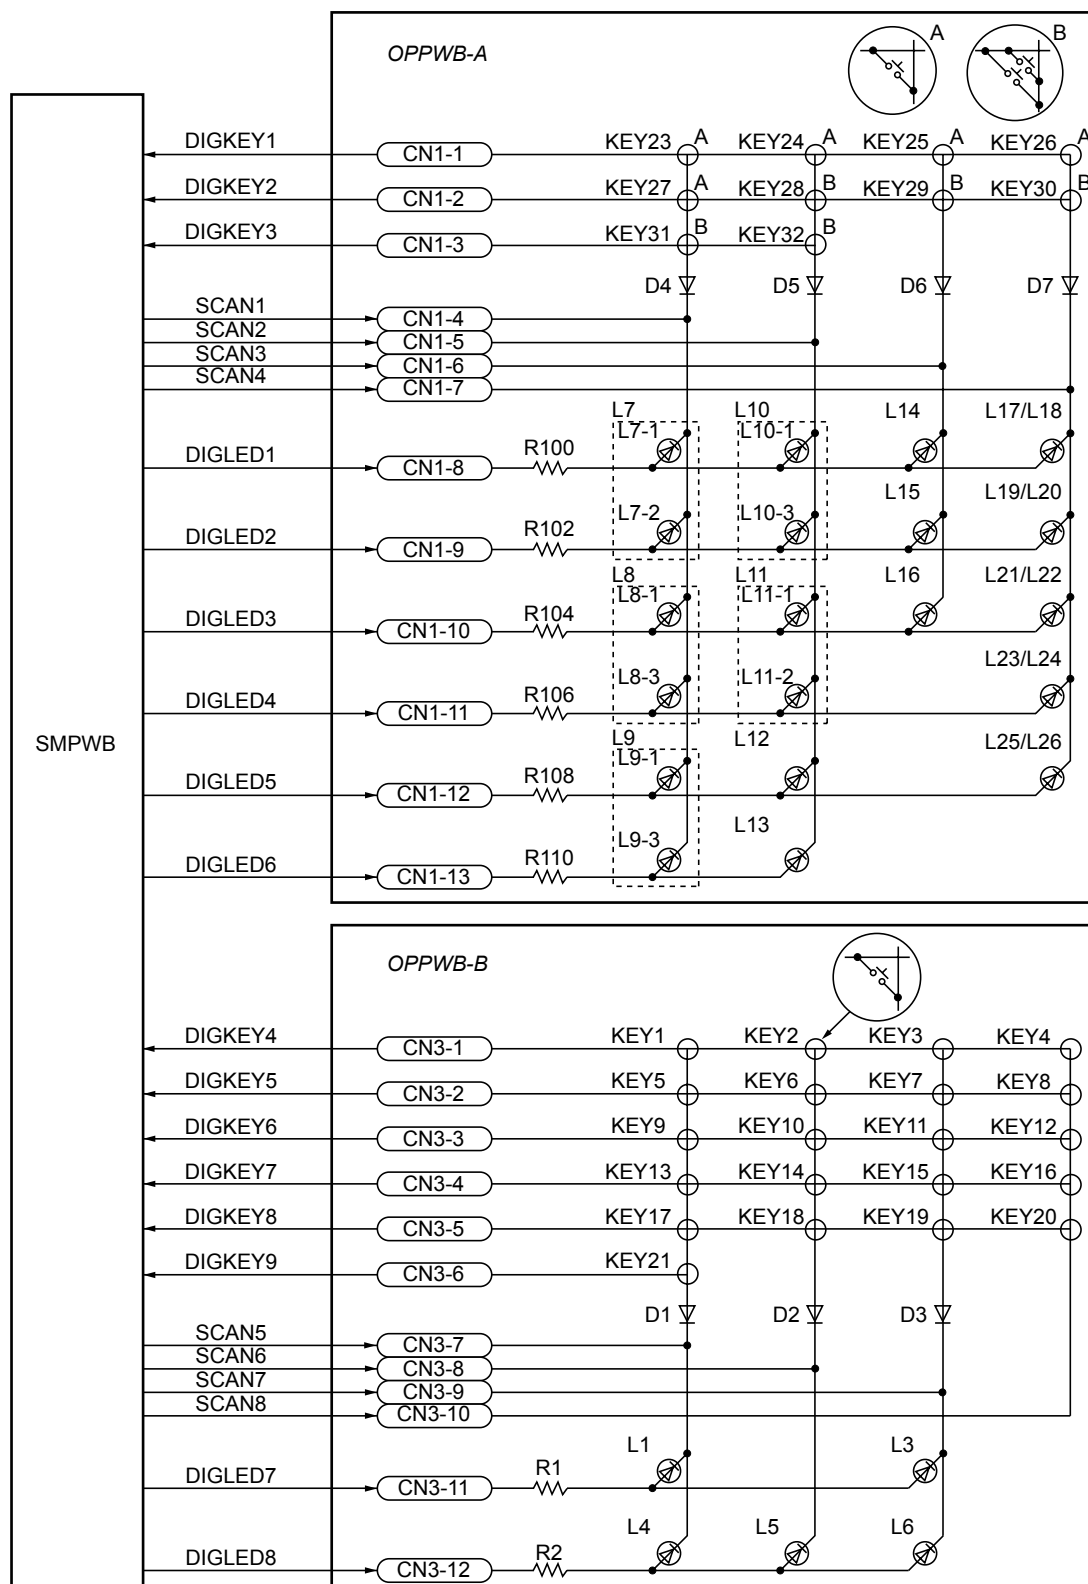 OPPWB-A
A B
DIGKEY1 CN1-1 KEY23 A KEY24 A KEY25 A KEY26 A
DIGKEY2 CN1-2 KEY27 A KEY28 B KEY29 B KEY30 B
DIGKEY3 CN1-3 KEY31 B KEY32 B
D4 D5 D6 D7
SCAN1 CN1-4
SCAN2 CN1-5
SCAN3 CN1-6
SCAN4 CN1-7
L7 L10 L14 L17/L18
L7-1 L10-1
DIGLED1 CN1-8 R100
L15 L19/L20
L7-2 L10-3
DIGLED2 CN1-9 R102
L8 L11 L16 L21/L22
L8-1 L11-1
DIGLED3 CN1-10 R104
L23/L24
L8-3 L11-2
DIGLED4 CN1-11 R106
SMPWB
L9 L12 L25/L26
L9-1
DIGLED5 CN1-12 R108
L9-3 L13
DIGLED6 CN1-13 R110
OPPWB-B
DIGKEY4 CN3-1 KEY1 KEY2 KEY3 KEY4
DIGKEY5 CN3-2 KEY5 KEY6 KEY7 KEY8
DIGKEY6 CN3-3 KEY9 KEY10 KEY11 KEY12
DIGKEY7 CN3-4 KEY13 KEY14 KEY15 KEY16
DIGKEY8 CN3-5 KEY17 KEY18 KEY19 KEY20
DIGKEY9 CN3-6 KEY21
D1 D2 D3
SCAN5 CN3-7
SCAN6 CN3-8
SCAN7 CN3-9
SCAN8 CN3-10
L1 L3
DIGLED7 CN3-11 R1
L4 L5 L6
DIGLED8 CN3-12 R2